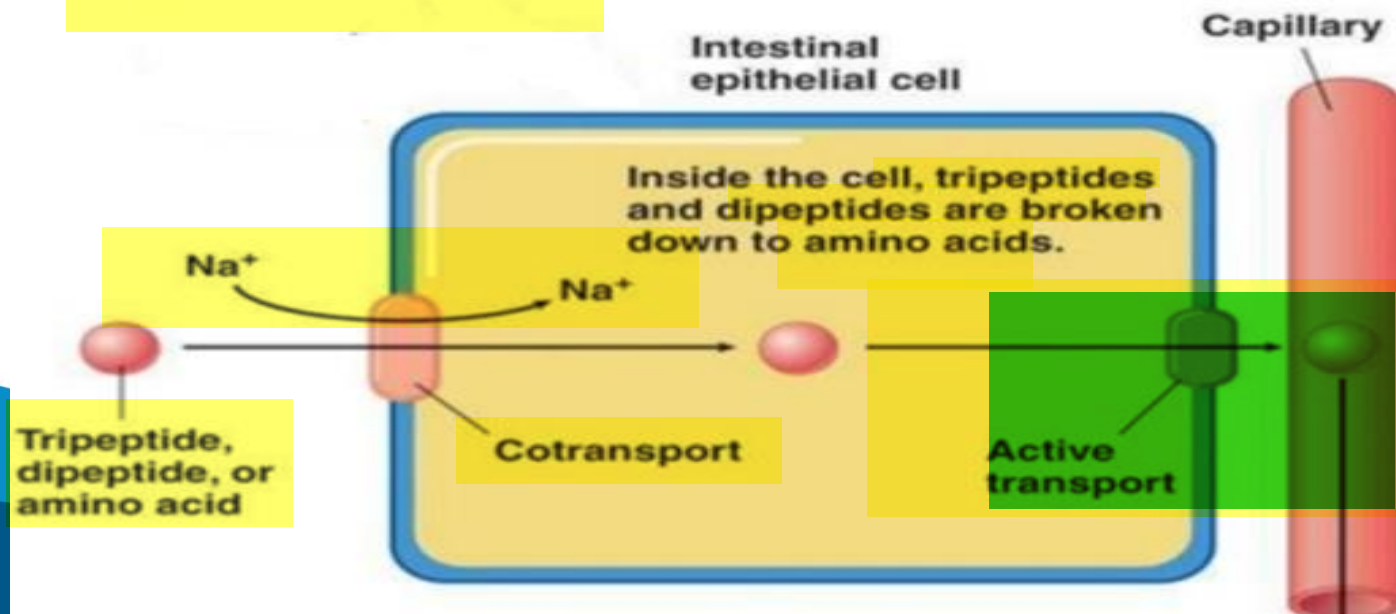 Capillary
Intestinal
epithelial cell
Inside the cell, tripeptides
and dipeptides are broken
down to amino acids.
Na⁺
Na⁺
Tripeptide,
dipeptide, or
amino acid
Cotransport
Active
transport